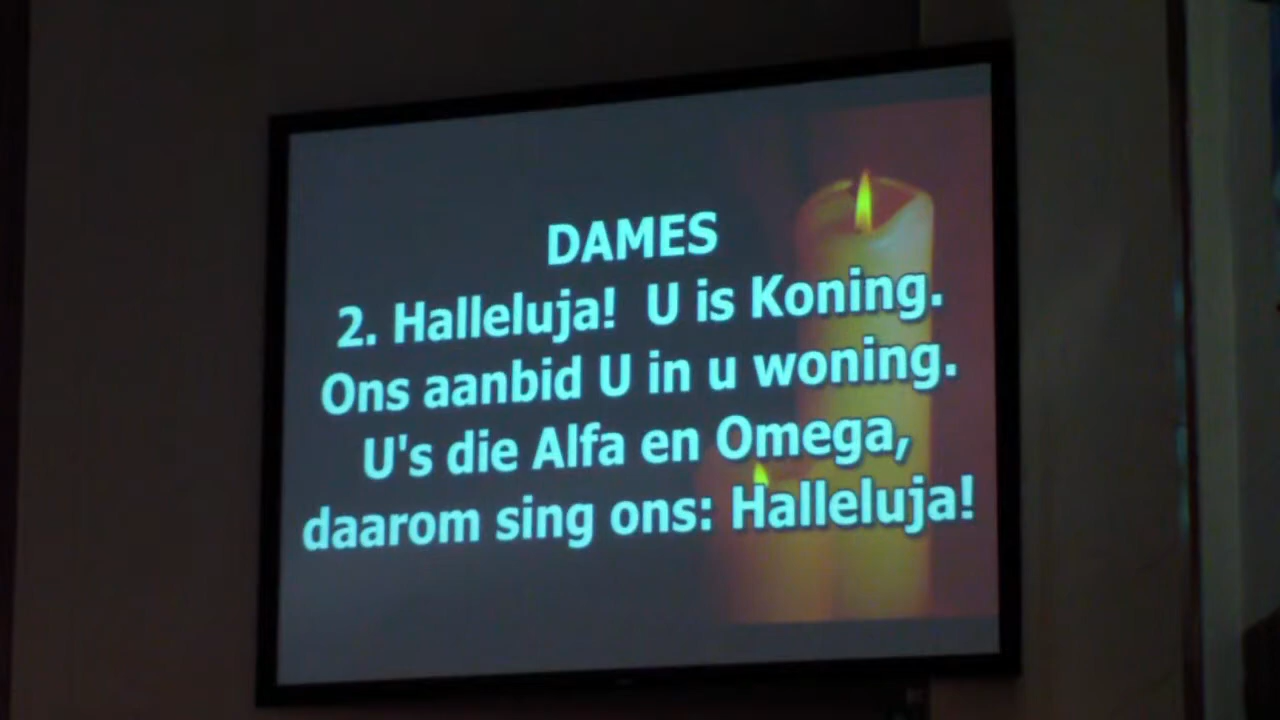 DAMES
2. Halleluja! U is Koning.
Ons aanbid U in u woning.
U's die Alfa en Omega,
daarom sing ons: Halleluja!